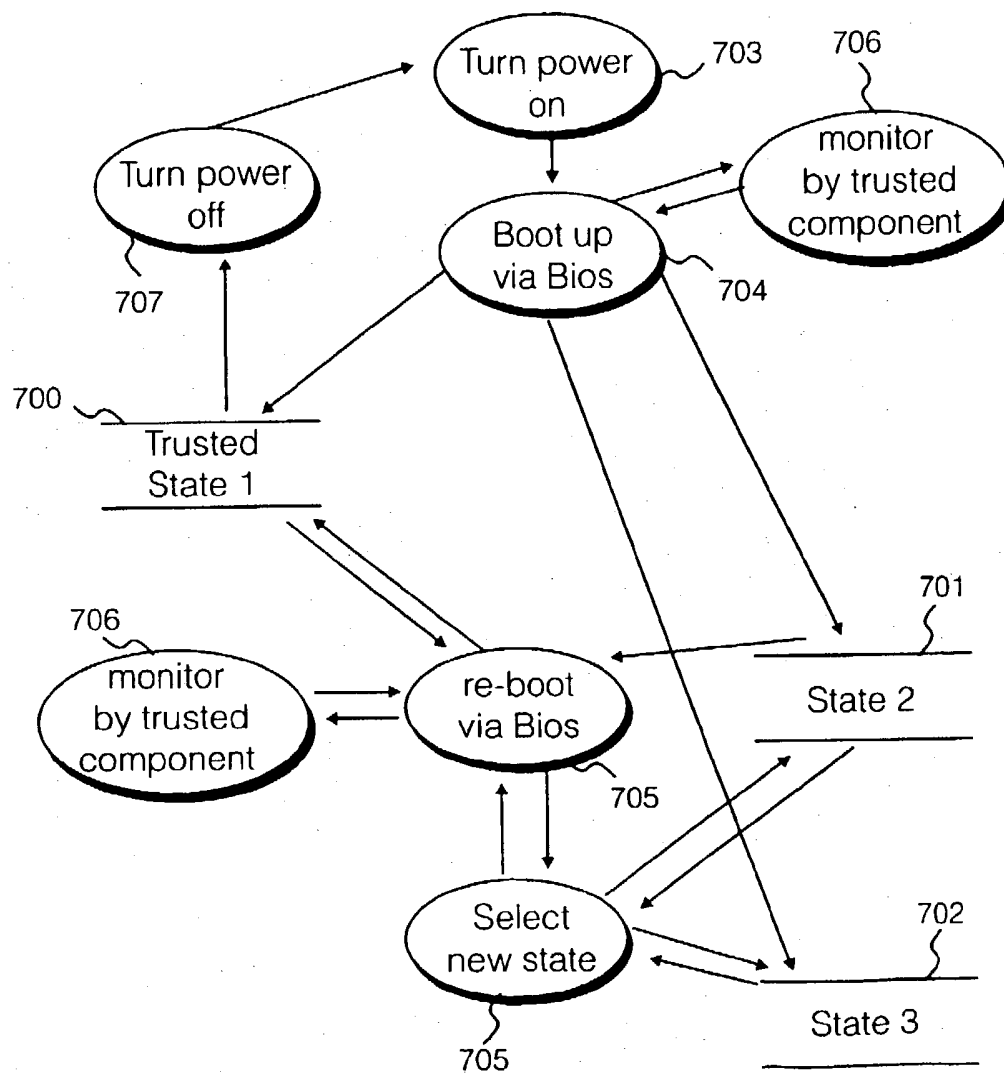 Turn power
on
703
706
monitor
by trusted
component
Turn power
off
707
Boot up
via Bios
704
700
Trusted
State 1
701
State 2
706
monitor
by trusted
component
re-boot
via Bios
705
Select
new state
705
702
State 3